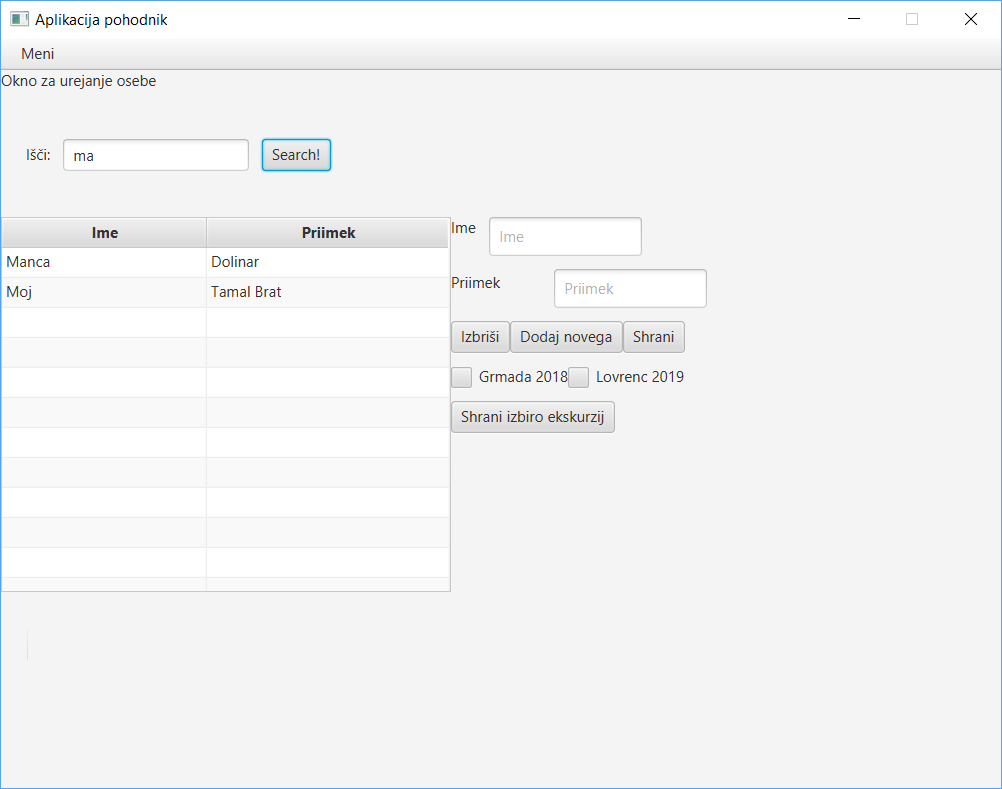 Aplikacija pohodnik
Meni
Okno za urejanje osebe
Išči: ma Search!
Ime Priimek
Manca Dolinar
Moj Tamal Brat
Ime Ime
Priimek Priimek
Izbriši Dodaj novega Shrani
Grmada 2018 Lovrenc 2019
Shrani izbiro ekskurzij